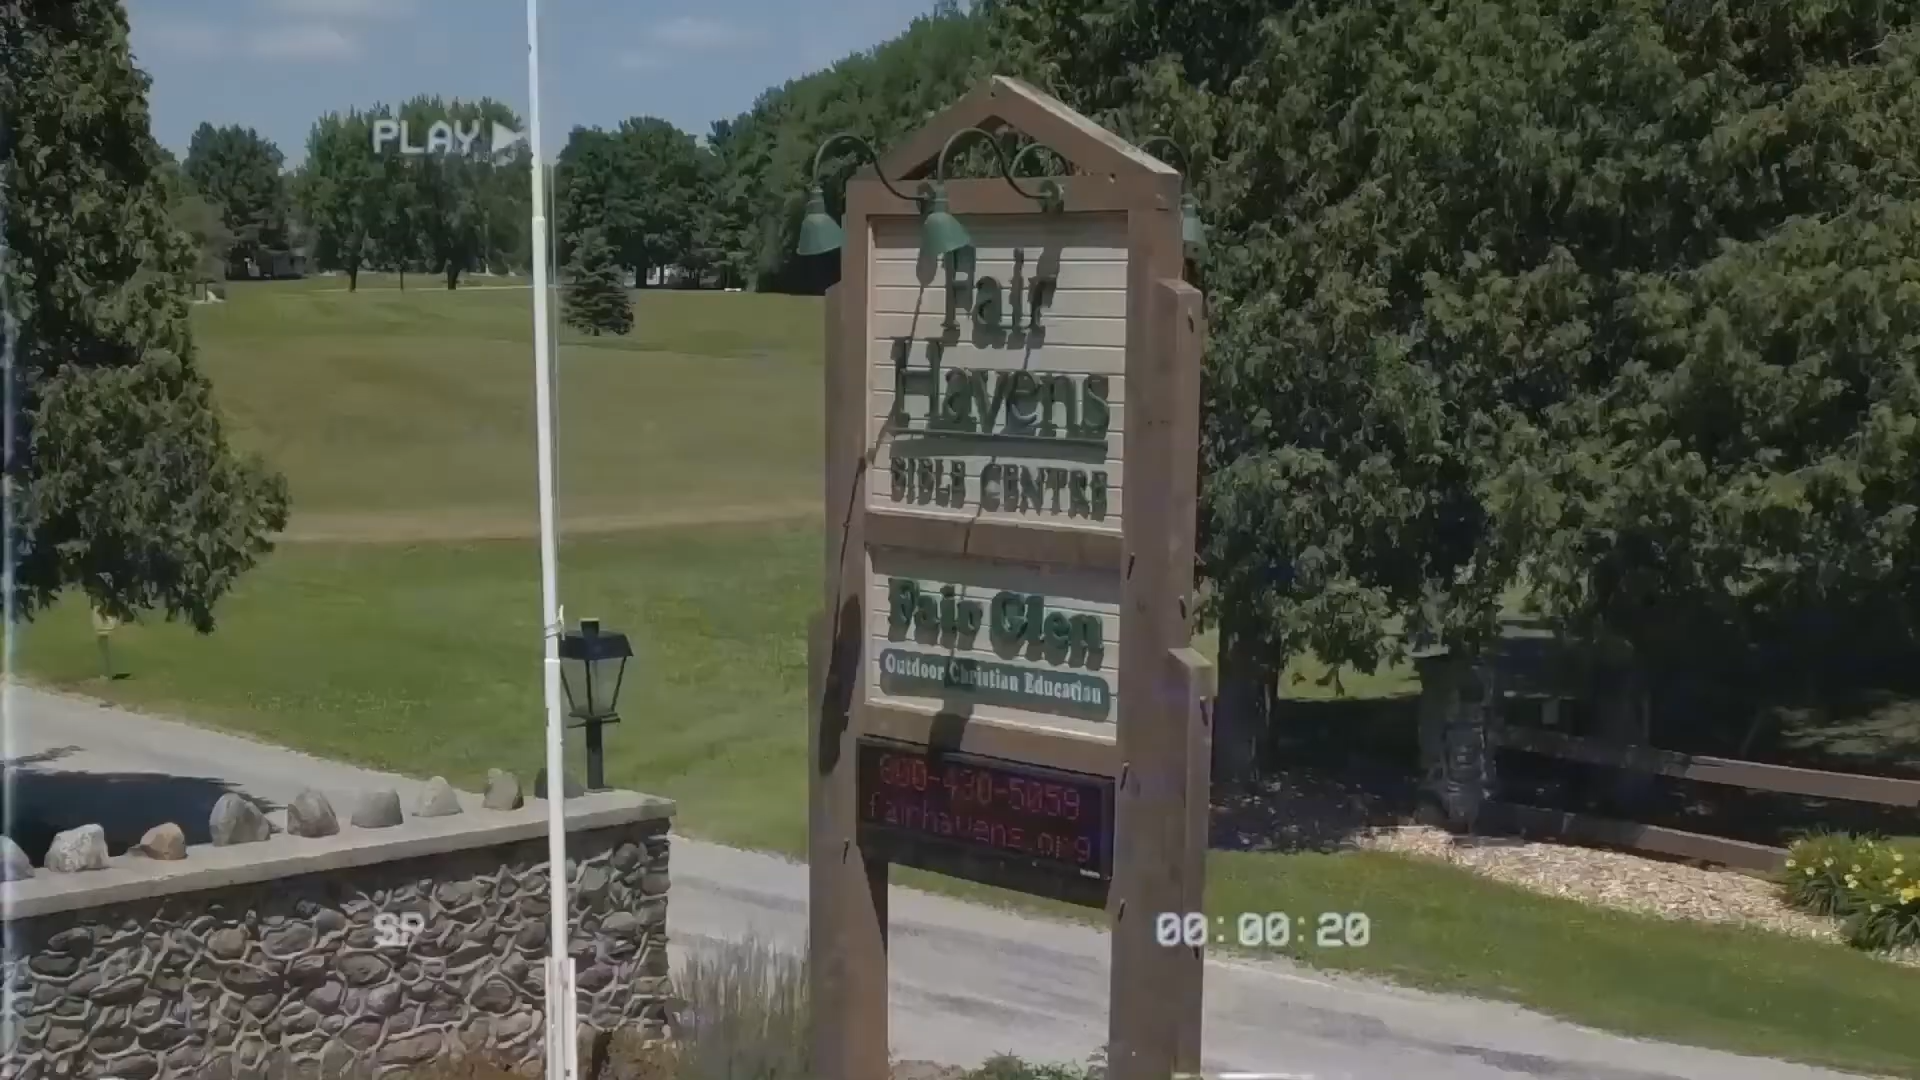 PLAY
Fair
Havens
BIBLE CENTRE
Fair Glen
Outdoor Christian Education
800-430-5059
fairhavens.org
SP
00:00:20